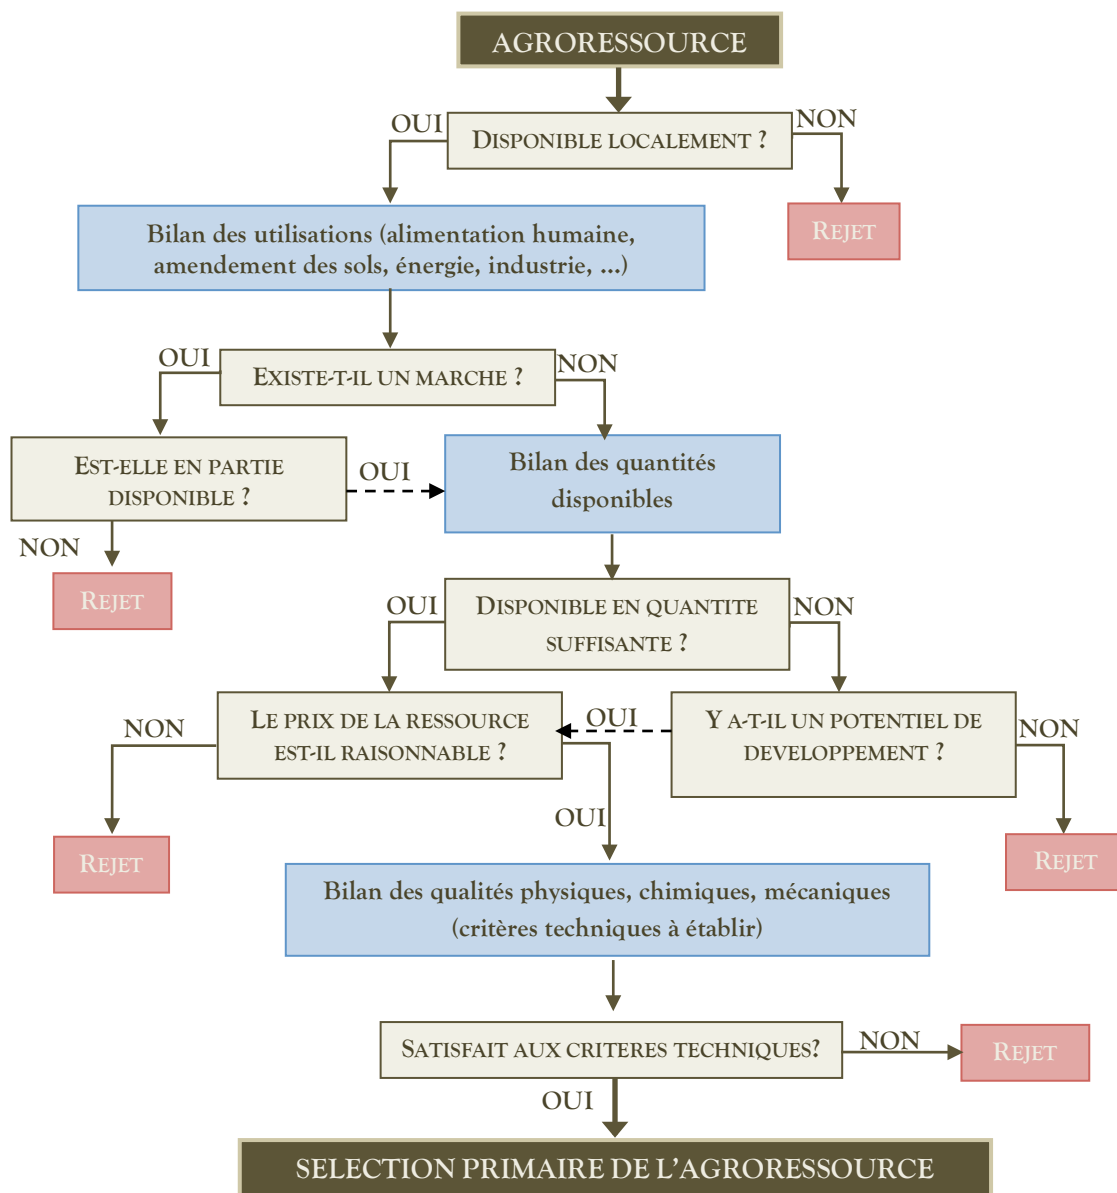 AGRORESSOURCE
OUI
NON
DISPONIBLE LOCALEMENT ?
REJET
Bilan des utilisations (alimentation humaine,
amendement des sols, énergie, industrie, ...)
OUI
NON
EXISTE-T-IL UN MARCHE ?
EST-ELLE EN PARTIE
DISPONIBLE ?
OUI
Bilan des quantités
disponibles
NON
REJET
OUI
NON
DISPONIBLE EN QUANTITE
SUFFISANTE ?
NON
LE PRIX DE LA RESSOURCE
EST-IL RAISONNABLE ?
OUI
Y A-T-IL UN POTENTIEL DE
DEVELOPPEMENT ?
NON
OUI
REJET
REJET
Bilan des qualités physiques, chimiques, mécaniques
(critères techniques à établir)
SATISFAIT AUX CRITERES TECHNIQUES?
NON
REJET
OUI
SELECTION PRIMAIRE DE L'AGRORESSOURCE